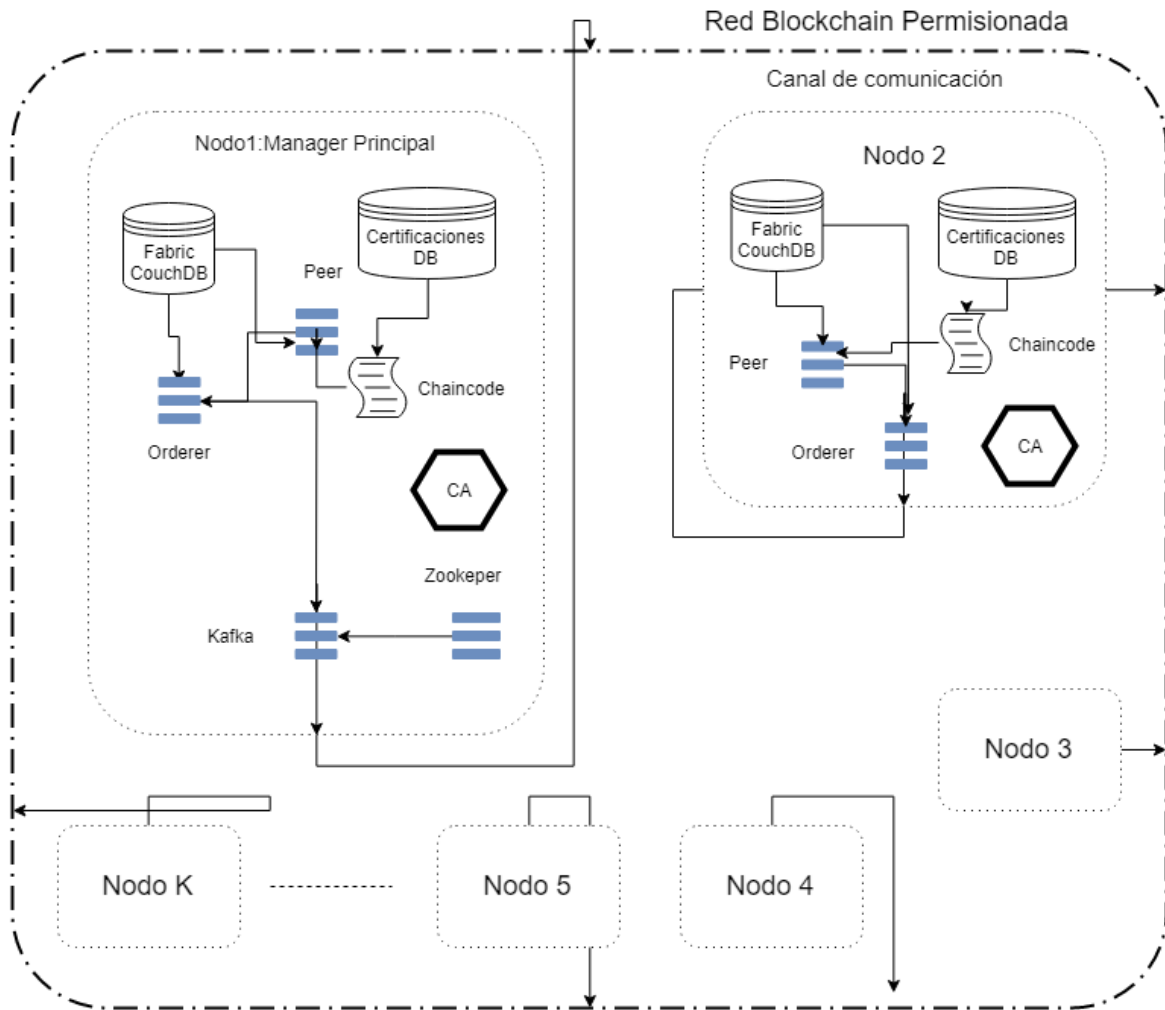 Red Blockchain Permisionada
Canal de comunicación
Nodo1:Manager Principal
Fabric
CouchDB
Certificaciones
DB
Peer
Chaincode
Orderer
CA
Zookeper
Kafka
Nodo 2
Fabric
CouchDB
Certificaciones
DB
Peer
Chaincode
Orderer
CA
Nodo 3
Nodo K
Nodo 5
Nodo 4